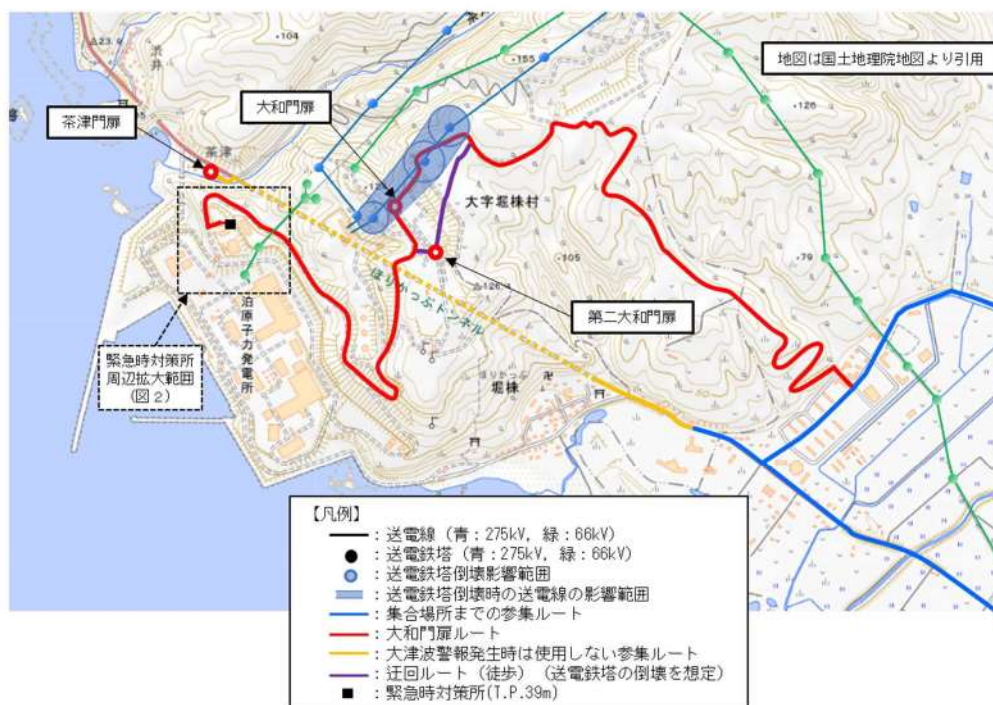 地図は国土地理院地図より引用
大和門扉
茶津門扉
茶津
大字堀株村
第二大和門扉
ほりかっぷトンネル
泊原子力発電所
緊急時対策所
周辺拡大範囲
(図2)
ほりかっぷ
堀株
23.9
・104
・155
・126
・105
・79
【凡例】
:送電線(青:275kV, 緑:66kV)
:送電鉄塔(青:275kV, 緑:66kV)
:送電鉄塔倒壊影響範囲
:送電鉄塔倒壊時の送電線の影響範囲
:集合場所までの参集ルート
:大和門扉ルート
:大津波警報発生時は使用しない参集ルート
:迂回ルート(徒歩)(送電鉄塔の倒壊を想定)
:緊急時対策所(T.P.39m)